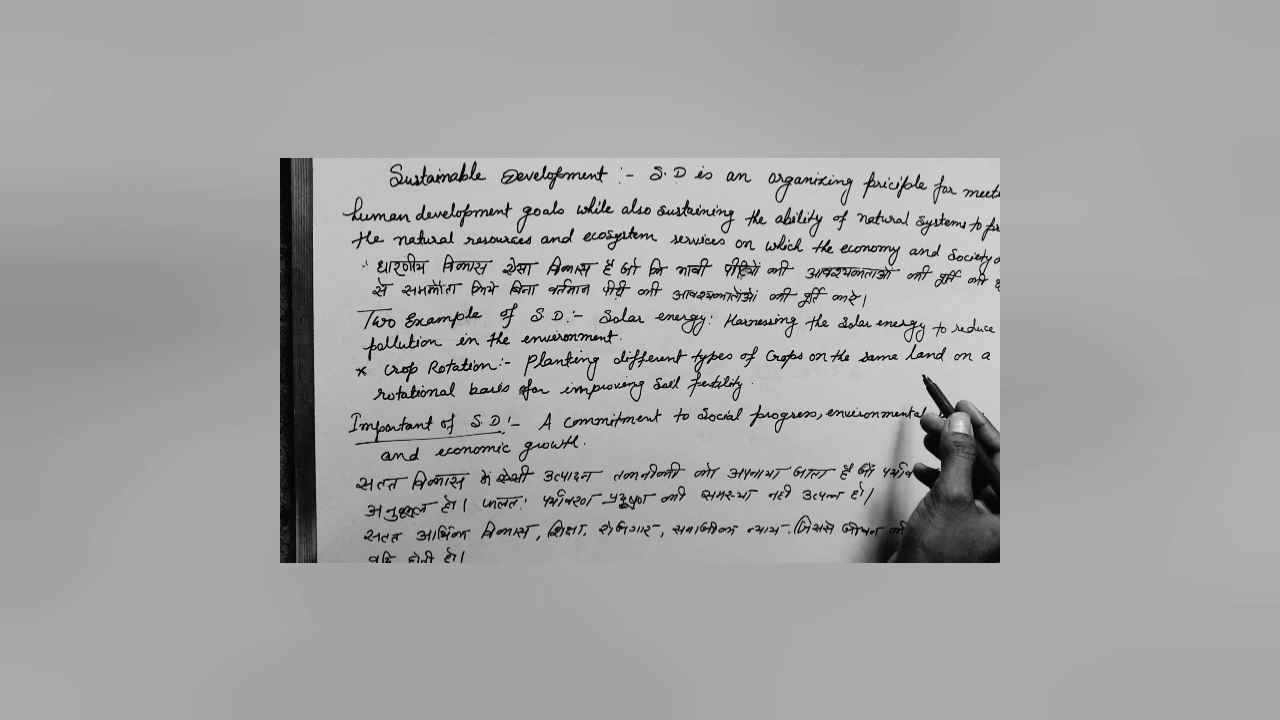 Sustainable Development :- S.D is an organizing priciple for meet
human development goals while also sustaining the ability of natural systems to pr
the natural resources and ecosystem services on which the economy and Society
धारणीय विकास ऐसा विकास है जो कि भावी पीढ़ियों की आवश्यकताओं की पूर्ति की
से समझौता किये बिना वर्तमान पीढ़ी की आवश्यकताओं की पूर्ति करे।
Two Example of S.D:- Solar energy: Harnessing the Solar energy to reduce
pollution in the environment.
* Crop Rotation:- Planting different types of Crops on the same land on a
rotational basis for improving Soil fertility.
Important of S.D:- A commitment to Social progress, environmental
and economic growth.
सतत विकास में ऐसी उत्पादन तकनीकी को अपनाया जाता है जो पर्याव
अनुकूल हो। फलतः पर्यावरण प्रदूषण की समस्या नही उत्पन्न हो।
सतत आर्थिक विकास, शिक्षा, रोजगार, सामाजिक न्याय. जिससे जीवन की
वृद्धि होती हो।